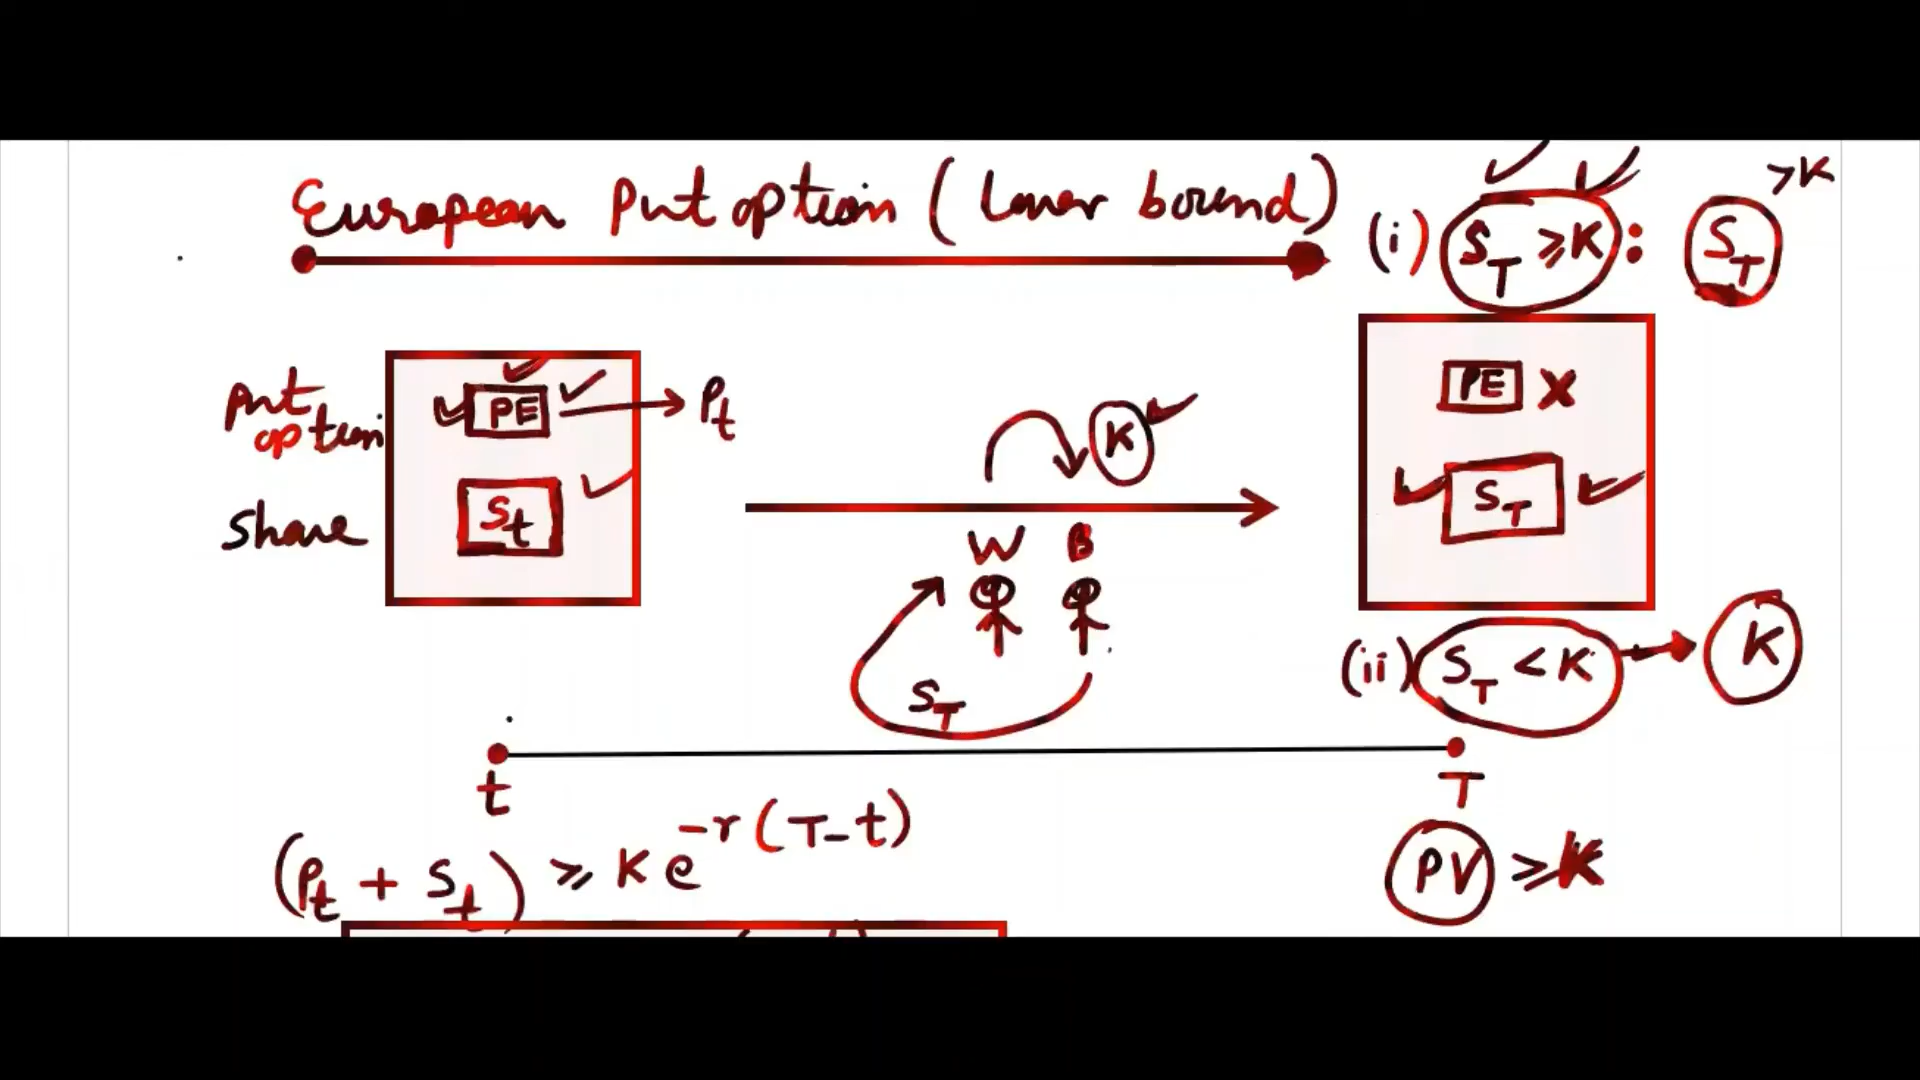 European Put option (Lower bound)
(i) S_T ≥ K : S_T >K
Put option
PE → P_t
K
PE X
Share
S_t
S_T
W B
S_T
(ii) S_T < K → K
t T
(P_t + S_t) ≥ K e^{-r(T-t)}
PV ≥ K